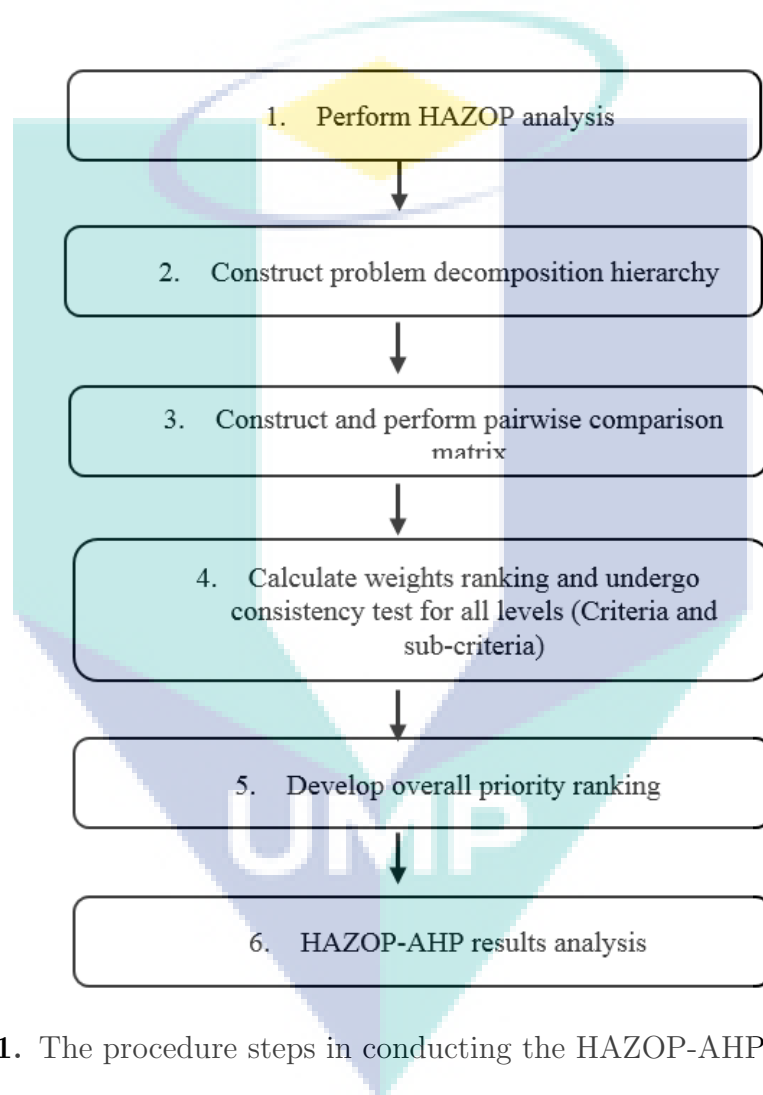 1. Perform HAZOP analysis
2. Construct problem decomposition hierarchy
3. Construct and perform pairwise comparison
matrix
4. Calculate weights ranking and undergo
consistency test for all levels (Criteria and
sub-criteria)
5. Develop overall priority ranking
UMP
6. HAZOP-AHP results analysis
1. The procedure steps in conducting the HAZOP-AHP